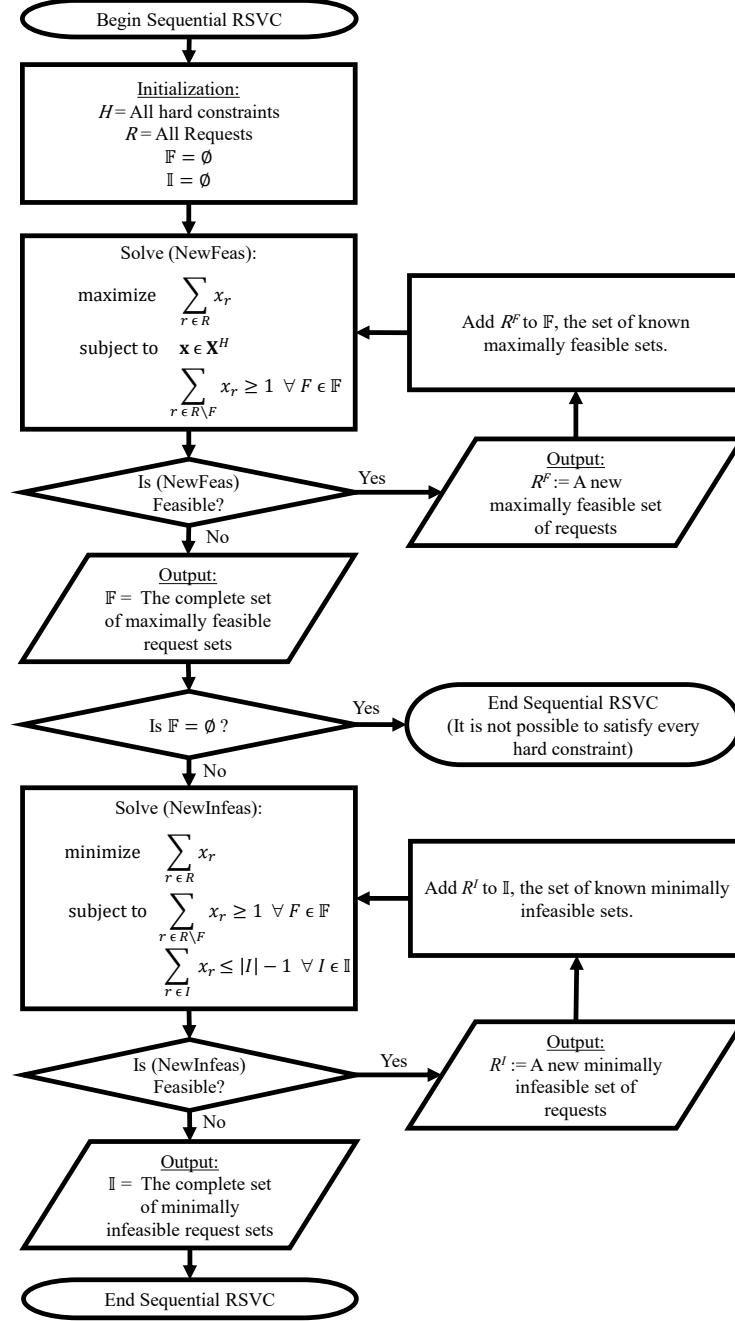 Begin Sequential RSVC
Initialization:
H = All hard constraints
R = All Requests
𝔽 = ∅
𝕀 = ∅
Solve (NewFeas):
maximize ∑_{r ∈ R} x_r
subject to 𝐱 ∈ 𝐗^H
∑_{r ∈ R\F} x_r ≥ 1 ∀ F ∈ 𝔽
Add R^F to 𝔽, the set of known
maximally feasible sets.
Is (NewFeas)
Feasible?
Yes
Output:
R^F := A new
maximally feasible set
of requests
No
Output:
𝔽 = The complete set
of maximally feasible
request sets
Is 𝔽 = ∅ ?
Yes
End Sequential RSVC
(It is not possible to satisfy every
hard constraint)
No
Solve (NewInfeas):
minimize ∑_{r ∈ R} x_r
subject to ∑_{r ∈ R\F} x_r ≥ 1 ∀ F ∈ 𝔽
∑_{r ∈ I} x_r ≤ |I| − 1 ∀ I ∈ 𝕀
Add R^I to 𝕀, the set of known minimally
infeasible sets.
Is (NewInfeas)
Feasible?
Yes
Output:
R^I := A new minimally
infeasible set of
requests
No
Output:
𝕀 = The complete set
of minimally
infeasible request sets
End Sequential RSVC